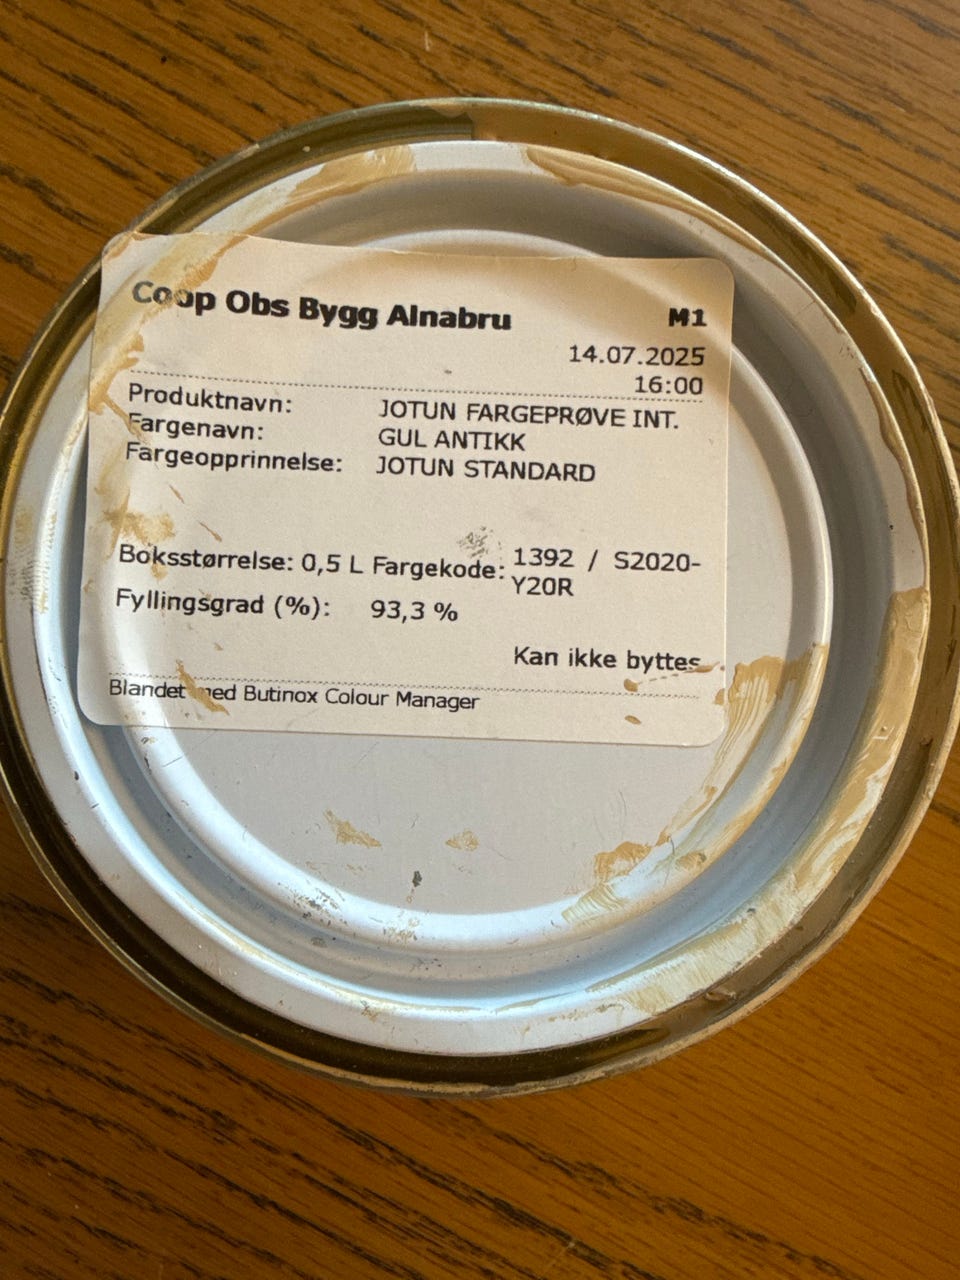 Coop Obs Bygg Alnabru M1
14.07.2025
16:00
Produktnavn: JOTUN FARGEPRØVE INT.
Fargenavn: GUL ANTIKK
Fargeopprinnelse: JOTUN STANDARD
Boksstørrelse: 0,5 L Fargekode: 1392 / S2020-
Y20R
Fyllingsgrad (%): 93,3 %
Kan ikke byttes
Blandet med Butinox Colour Manager